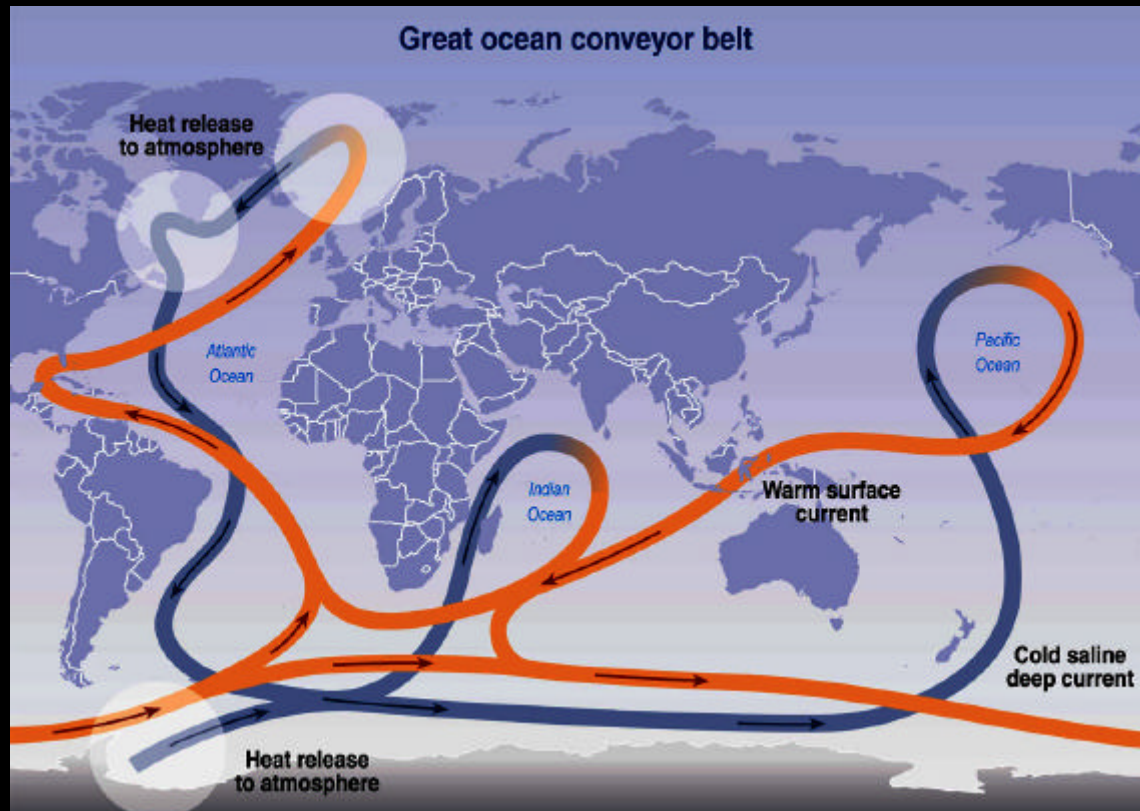 Great ocean conveyor belt
Heat release
to atmosphere
Atlantic
Ocean
Pacific
Ocean
Indian
Ocean
Warm surface
current
Cold saline
deep current
Heat release
to atmosphere